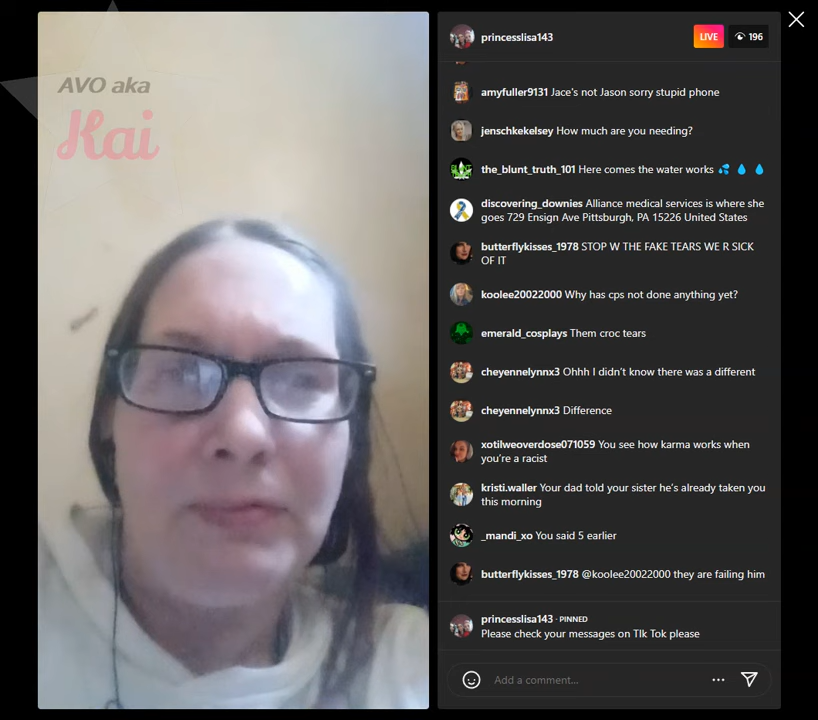 AVO aka
Kai
princesslisa143
LIVE
196
amyfuller9131 Jace's not Jason sorry stupid phone
jenschkekelsey How much are you needing?
the_blunt_truth_101 Here comes the water works 💦 💧 💧
discovering_downies Alliance medical services is where she
goes 729 Ensign Ave Pittsburgh, PA 15226 United States
butterflykisses_1978 STOP W THE FAKE TEARS WE R SICK
OF IT
koolee20022000 Why has cps not done anything yet?
emerald_cosplays Them croc tears
cheyennelynnx3 Ohhh I didn't know there was a different
cheyennelynnx3 Difference
xotilweoverdose071059 You see how karma works when
you're a racist
kristi.waller Your dad told your sister he's already taken you
this morning
_mandi_xo You said 5 earlier
butterflykisses_1978 @koolee20022000 they are failing him
princesslisa143 · PINNED
Please check your messages on TIk Tok please
Add a comment...